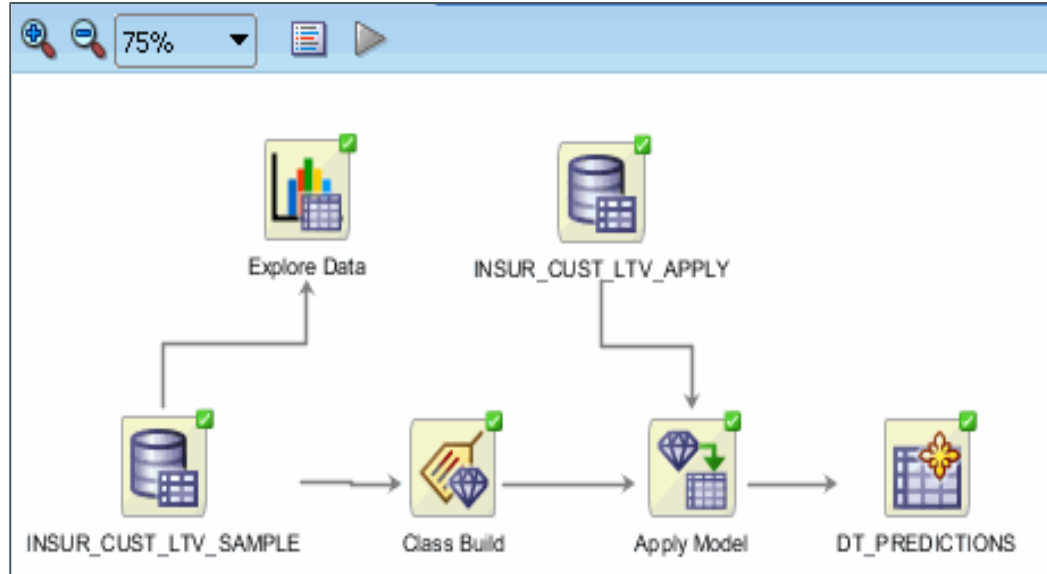 75%
Explore Data
INSUR_CUST_LTV_APPLY
INSUR_CUST_LTV_SAMPLE
Class Build
Apply Model
DT_PREDICTIONS